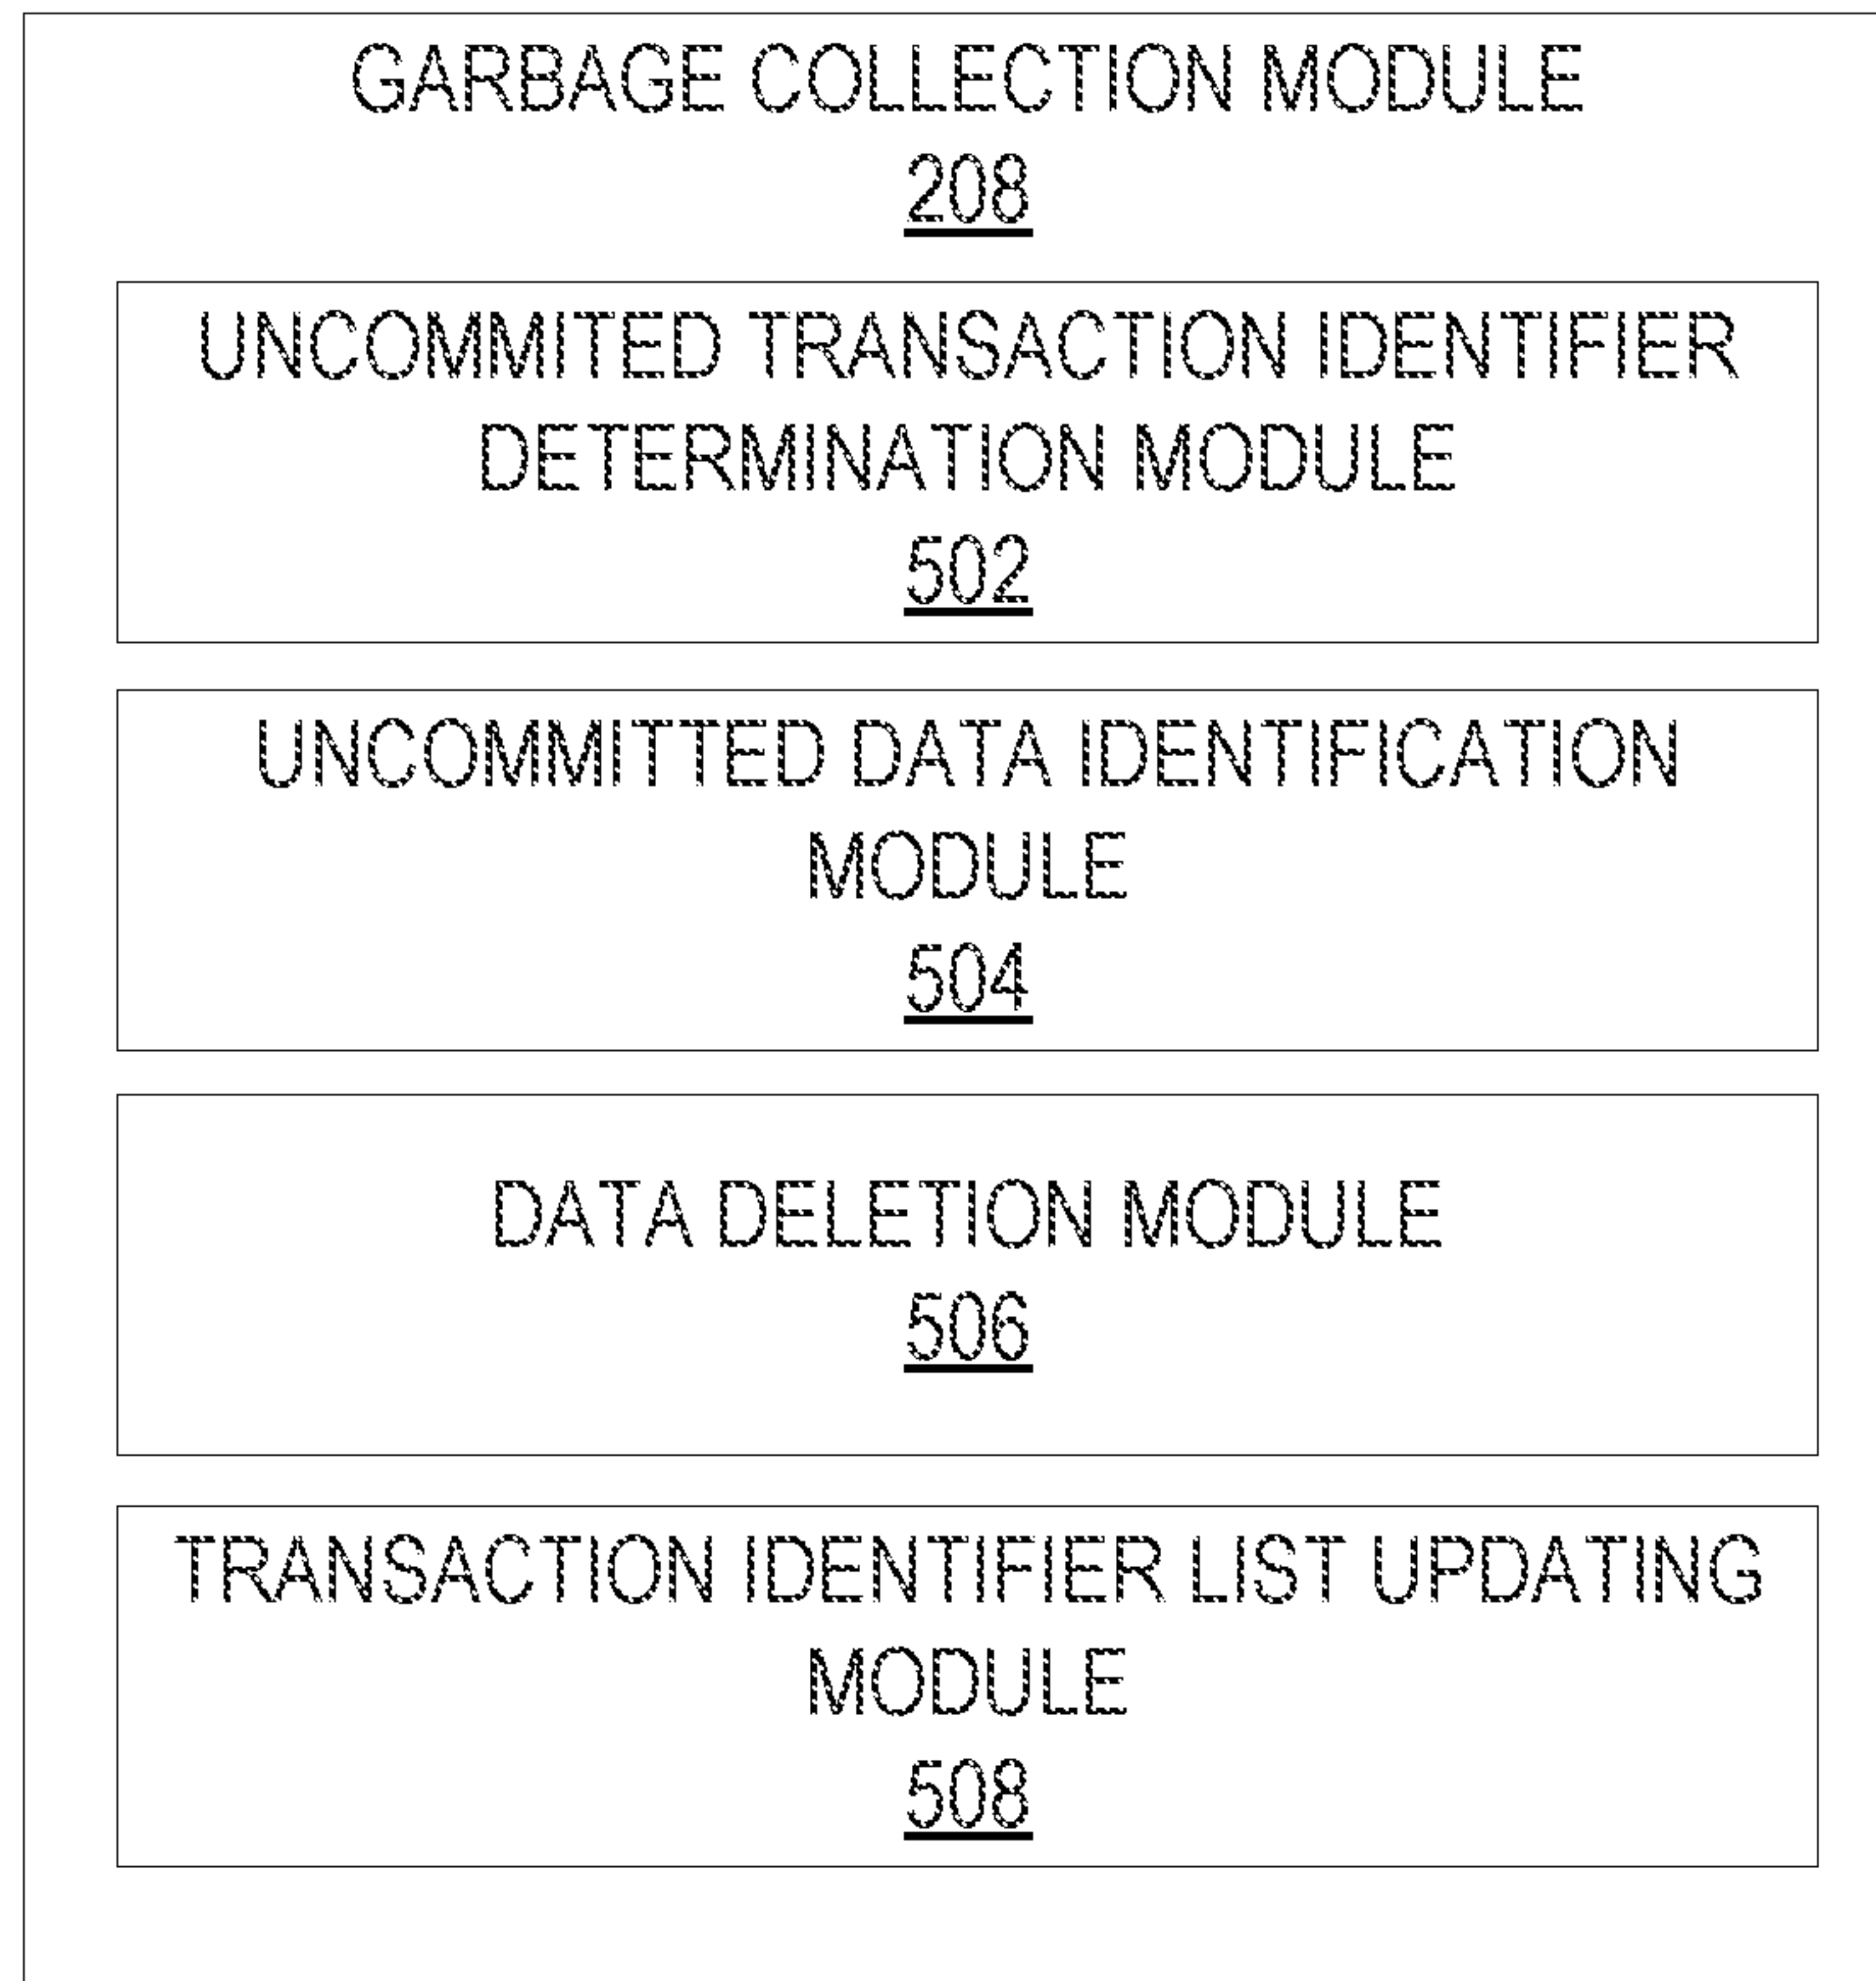 GARBAGE COLLECTION MODULE
208
UNCOMMITED TRANSACTION IDENTIFIER
DETERMINATION MODULE
502
UNCOMMITTED DATA IDENTIFICATION
MODULE
504
DATA DELETION MODULE
506
TRANSACTION IDENTIFIER LIST UPDATING
MODULE
508